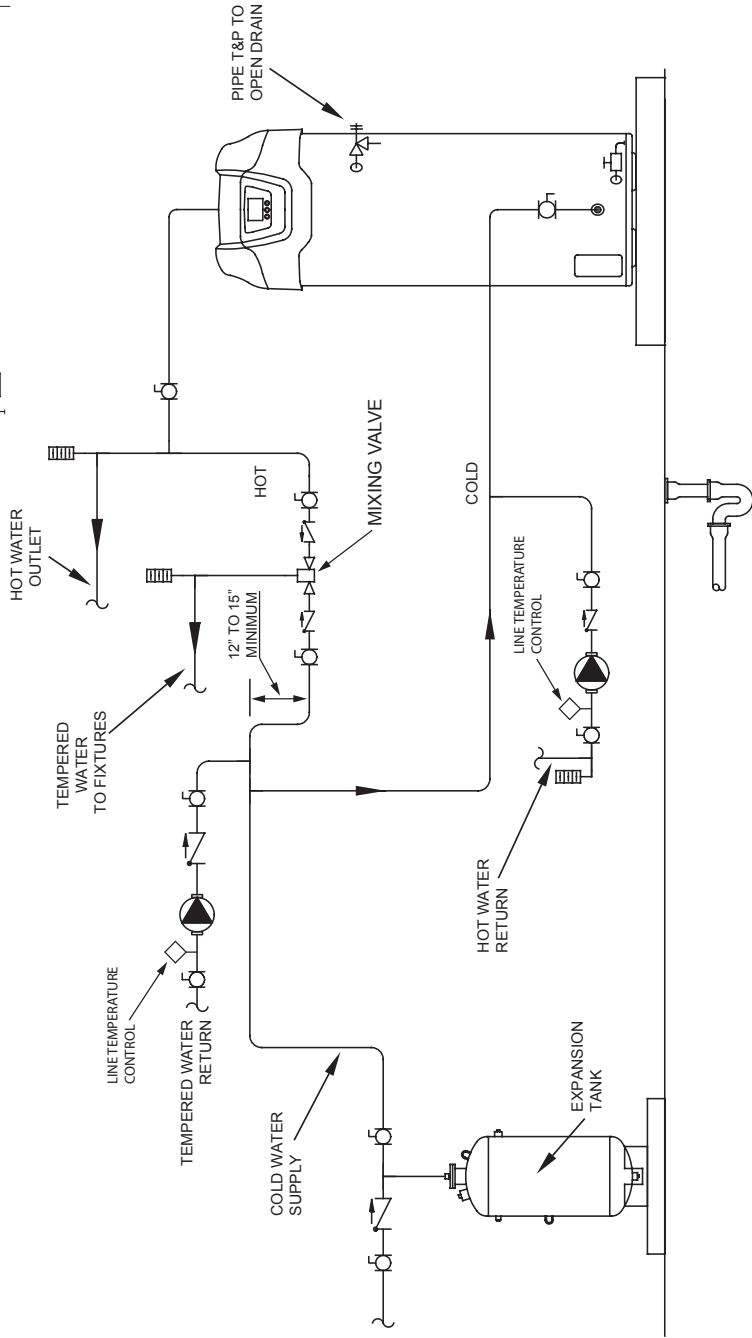 PIPE T&P TO
OPEN DRAIN
HOT WATER
OUTLET
HOT
MIXING VALVE
12" TO 15"
MINIMUM
TEMPERED
WATER
TO FIXTURES
COLD
LINE TEMPERATURE
CONTROL
HOT WATER
RETURN
LINE TEMPERATURE
CONTROL
TEMPERED WATER
RETURN
COLD WATER
SUPPLY
EXPANSION
TANK